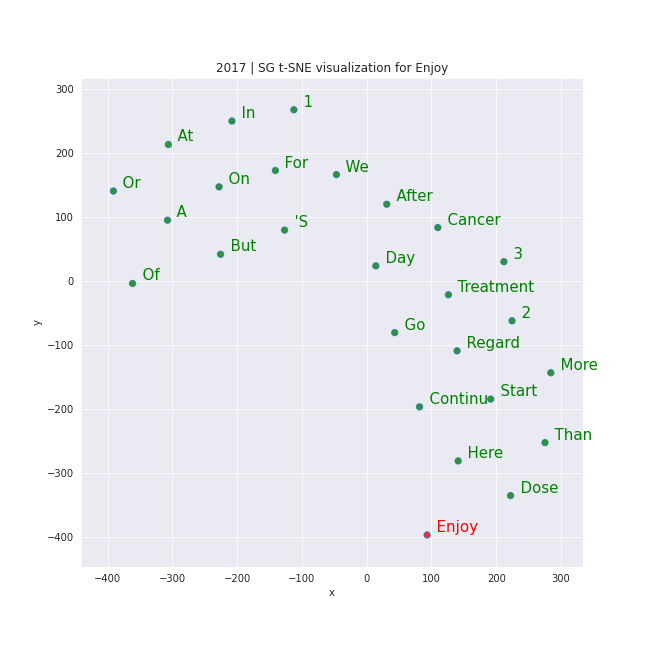 2017 | SG t-SNE visualization for Enjoy
300
200
100
0
−100
−200
−300
−400
y
1
In
At
For
We
Or
On
After
A
'S
Cancer
But
Day
3
Of
Treatment
2
Go
Regard
More
Continu
Start
Than
Here
Dose
Enjoy
−400
−300
−200
−100
0
100
200
300
x